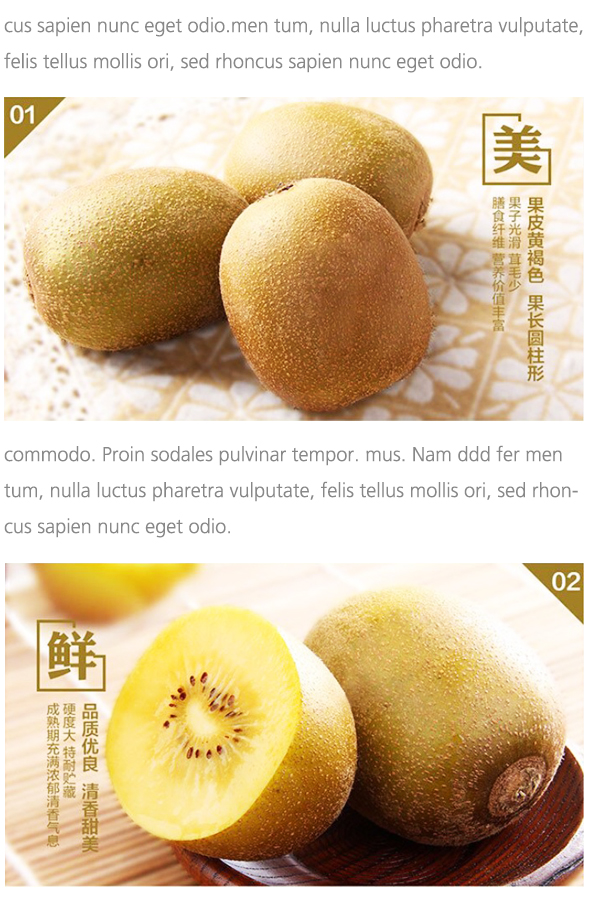 cus sapien nunc eget odio.men tum, nulla luctus pharetra vulputate,
felis tellus mollis ori, sed rhoncus sapien nunc eget odio.
01
美
果皮黄褐色 果长圆柱形
果子光滑 茸毛少
膳食纤维 营养价值丰富
commodo. Proin sodales pulvinar tempor. mus. Nam ddd fer men
tum, nulla luctus pharetra vulputate, felis tellus mollis ori, sed rhon-
cus sapien nunc eget odio.
02
鲜
品质优良 清香甜美
硬度大 特耐贮藏
成熟期充满浓郁清香气息